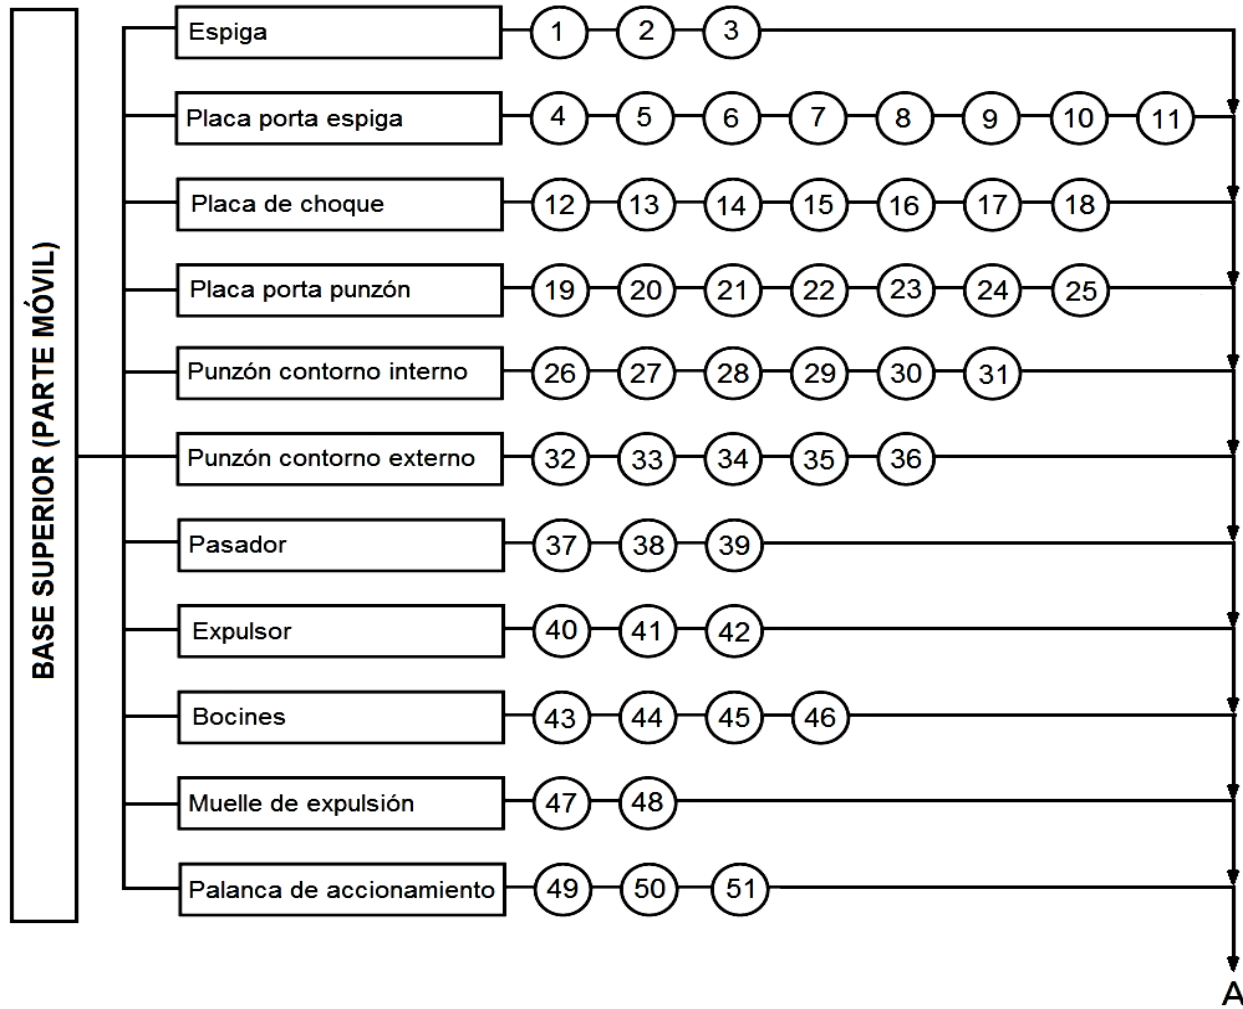 BASE SUPERIOR (PARTE MÓVIL)
Espiga 1 2 3
Placa porta espiga 4 5 6 7 8 9 10 11
Placa de choque 12 13 14 15 16 17 18
Placa porta punzón 19 20 21 22 23 24 25
Punzón contorno interno 26 27 28 29 30 31
Punzón contorno externo 32 33 34 35 36
Pasador 37 38 39
Expulsor 40 41 42
Bocines 43 44 45 46
Muelle de expulsión 47 48
Palanca de accionamiento 49 50 51
A